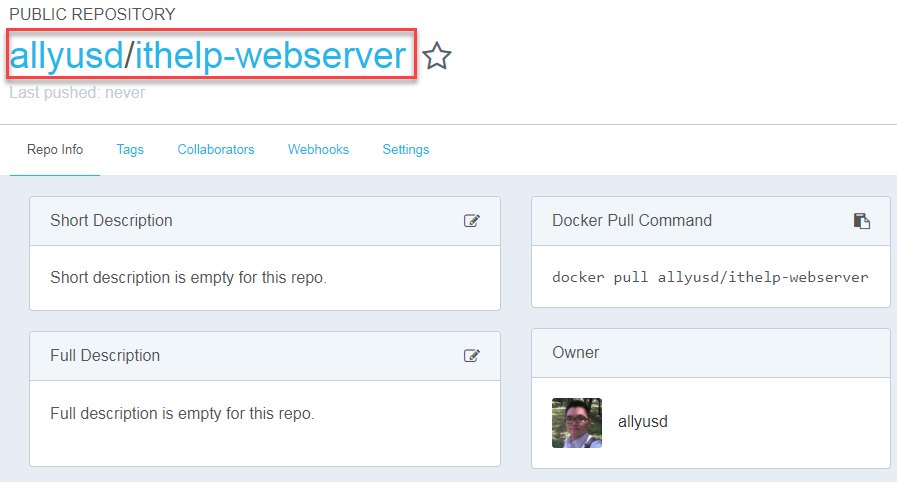 PUBLIC REPOSITORY
allyusd/ithelp-webserver
Last pushed: never
Repo Info Tags Collaborators Webhooks Settings
Short Description
Short description is empty for this repo.
Full Description
Full description is empty for this repo.
Docker Pull Command
docker pull allyusd/ithelp-webserver
Owner
allyusd